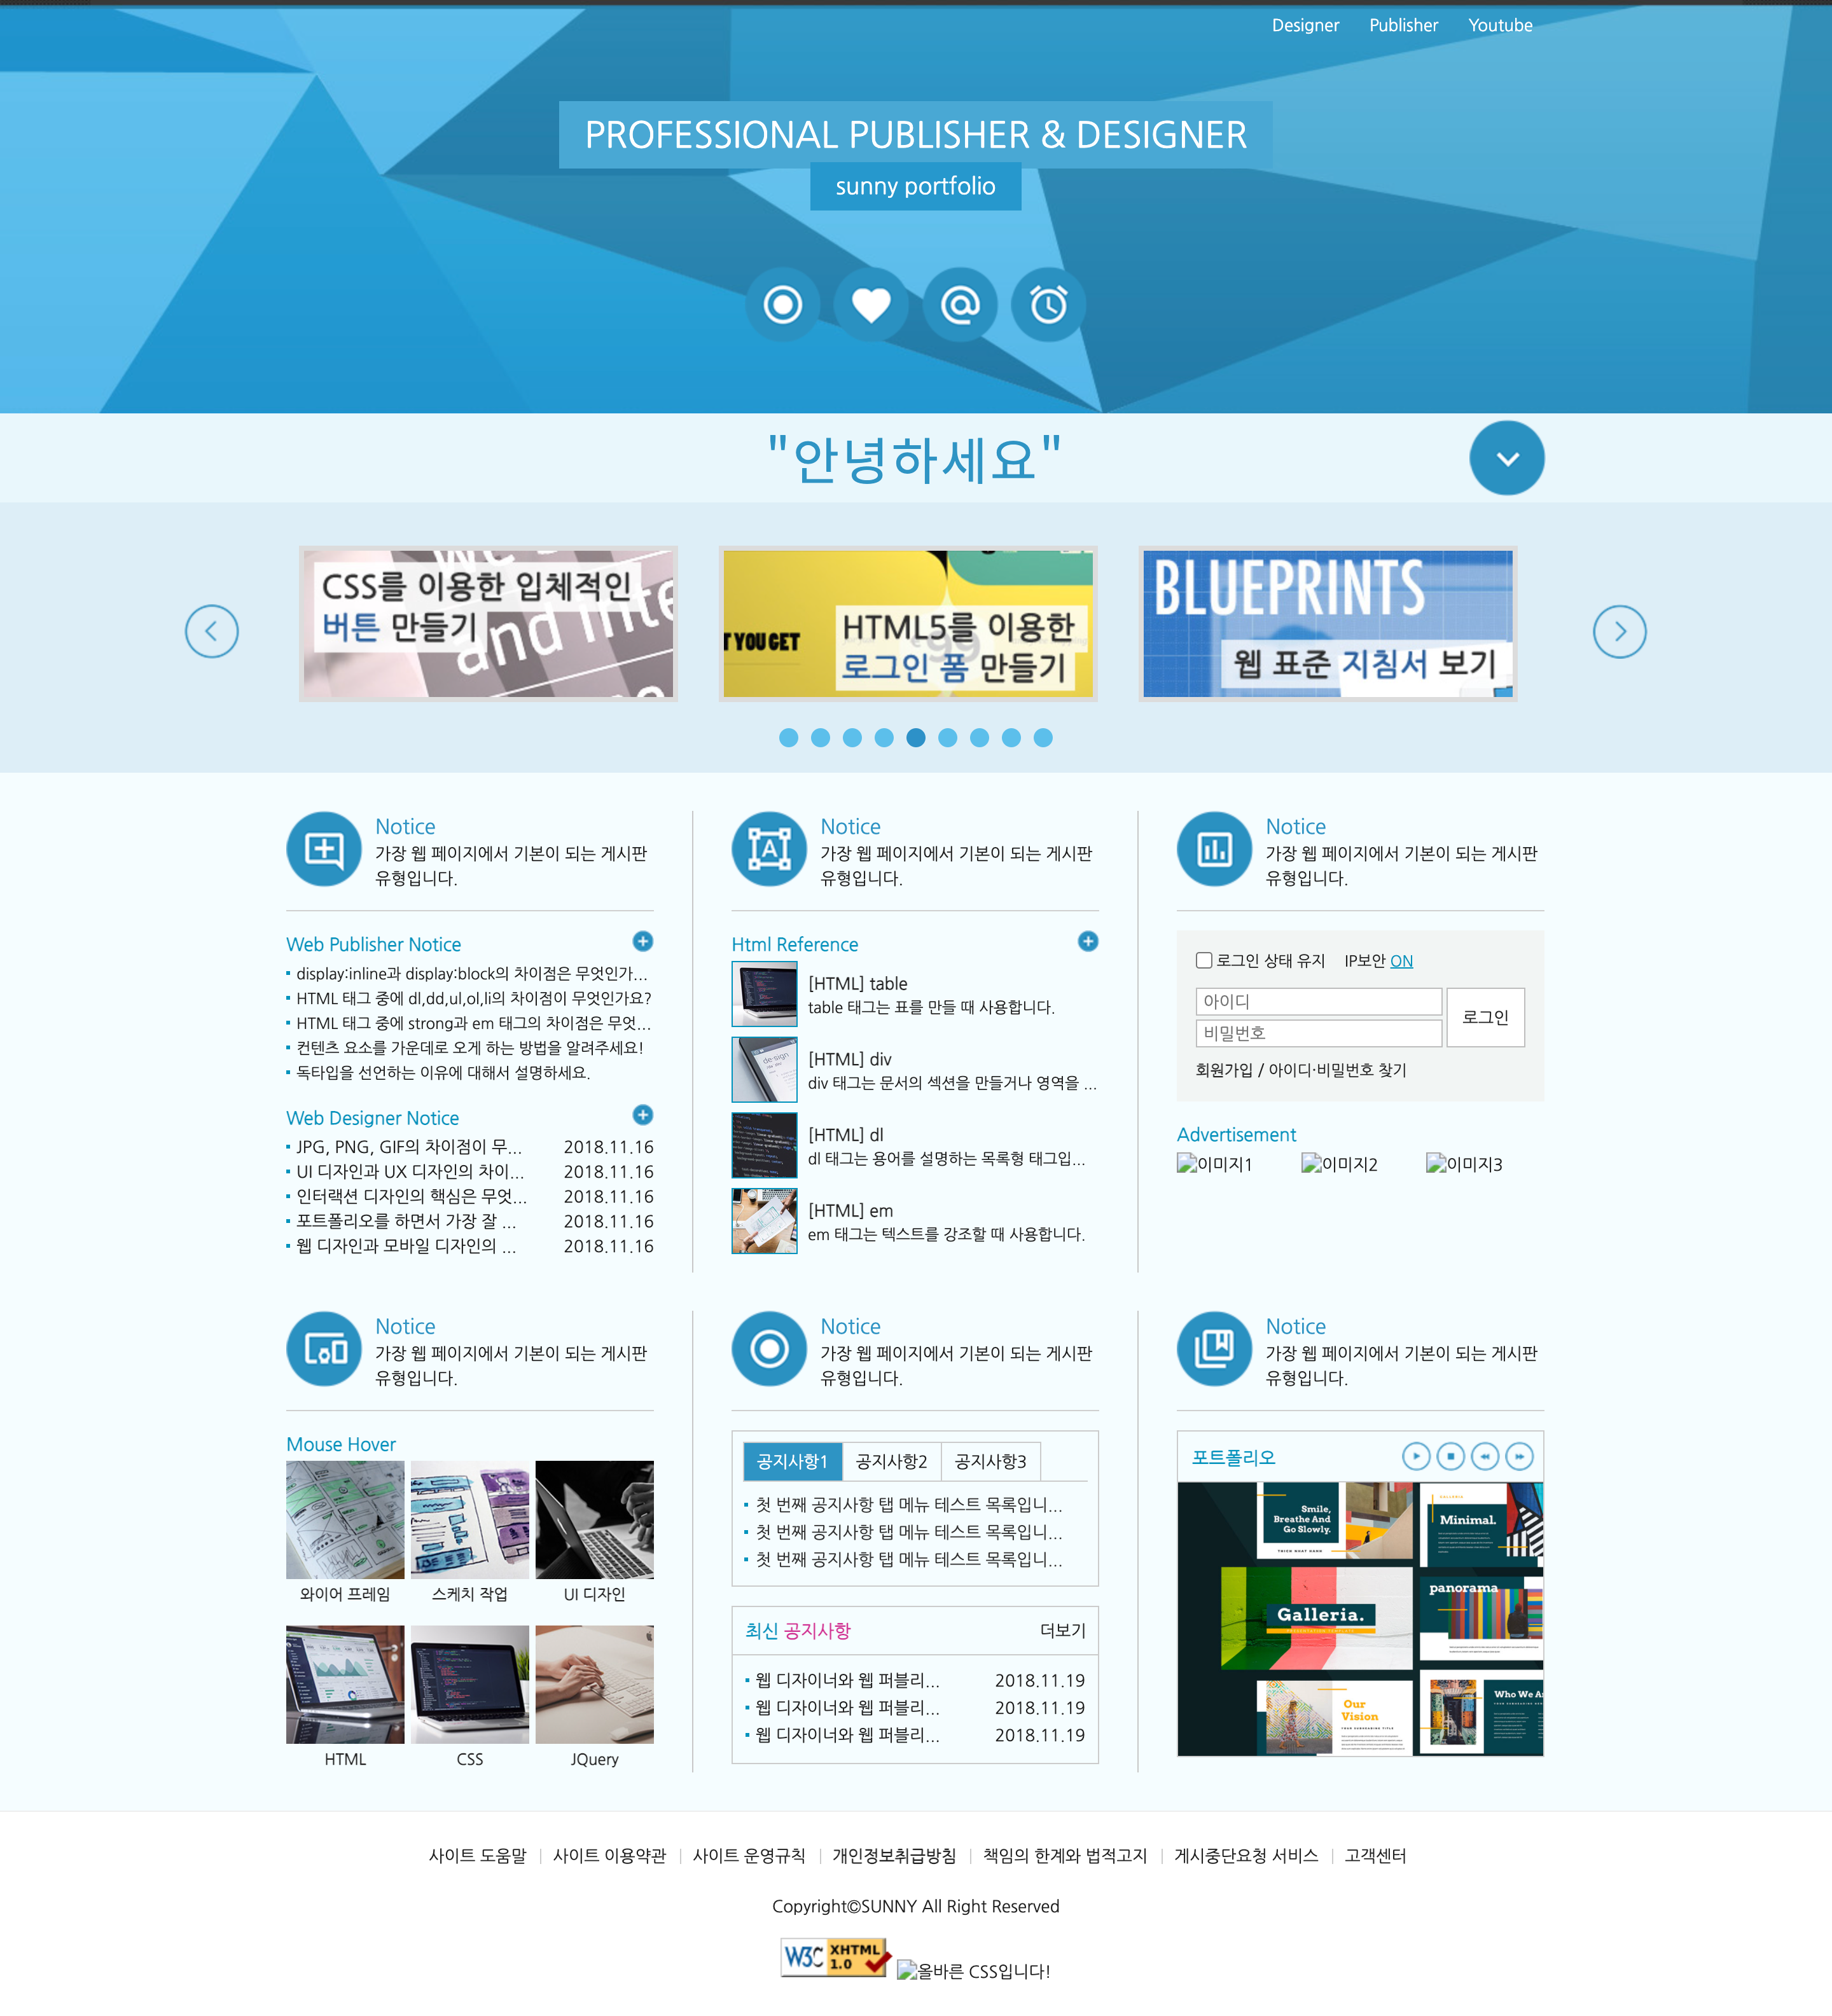 Designer Publisher Youtube
PROFESSIONAL PUBLISHER & DESIGNER
sunny portfolio
"안녕하세요"
CSS를 이용한 입체적인
버튼 만들기
and inte
T YOU GET
HTML5를 이용한
로그인 폼 만들기
BLUEPRINTS
웹 표준 지침서 보기
Notice
가장 웹 페이지에서 기본이 되는 게시판
유형입니다.
Web Publisher Notice
display:inline과 display:block의 차이점은 무엇인가...
HTML 태그 중에 dl,dd,ul,ol,li의 차이점이 무엇인가요?
HTML 태그 중에 strong과 em 태그의 차이점은 무엇...
컨텐츠 요소를 가운데로 오게 하는 방법을 알려주세요!
독타입을 선언하는 이유에 대해서 설명하세요.
Web Designer Notice
JPG, PNG, GIF의 차이점이 무... 2018.11.16
UI 디자인과 UX 디자인의 차이... 2018.11.16
인터랙션 디자인의 핵심은 무엇... 2018.11.16
포트폴리오를 하면서 가장 잘 ... 2018.11.16
웹 디자인과 모바일 디자인의 ... 2018.11.16
Notice
가장 웹 페이지에서 기본이 되는 게시판
유형입니다.
Html Reference
[HTML] table
table 태그는 표를 만들 때 사용합니다.
[HTML] div
div 태그는 문서의 섹션을 만들거나 영역을 ...
[HTML] dl
dl 태그는 용어를 설명하는 목록형 태그입...
[HTML] em
em 태그는 텍스트를 강조할 때 사용합니다.
Notice
가장 웹 페이지에서 기본이 되는 게시판
유형입니다.
로그인 상태 유지 IP보안 ON
아이디
비밀번호
로그인
회원가입 / 아이디·비밀번호 찾기
Advertisement
이미지1 이미지2 이미지3
Notice
가장 웹 페이지에서 기본이 되는 게시판
유형입니다.
Mouse Hover
와이어 프레임 스케치 작업 UI 디자인
HTML CSS JQuery
Notice
가장 웹 페이지에서 기본이 되는 게시판
유형입니다.
공지사항1 공지사항2 공지사항3
첫 번째 공지사항 탭 메뉴 테스트 목록입니...
첫 번째 공지사항 탭 메뉴 테스트 목록입니...
첫 번째 공지사항 탭 메뉴 테스트 목록입니...
최신 공지사항 더보기
웹 디자이너와 웹 퍼블리... 2018.11.19
웹 디자이너와 웹 퍼블리... 2018.11.19
웹 디자이너와 웹 퍼블리... 2018.11.19
Notice
가장 웹 페이지에서 기본이 되는 게시판
유형입니다.
포트폴리오
Smile,
Breathe And
Go Slowly.
THICH NHAT HANH
GALLERIA
Minimal.
Galleria.
panorama
Our
Vision
YOUR SUBHEADING TITLE
Who We A
사이트 도움말 사이트 이용약관 사이트 운영규칙 개인정보취급방침 책임의 한계와 법적고지 게시중단요청 서비스 고객센터
Copyright©SUNNY All Right Reserved
W3C XHTML
1.0
올바른 CSS입니다!